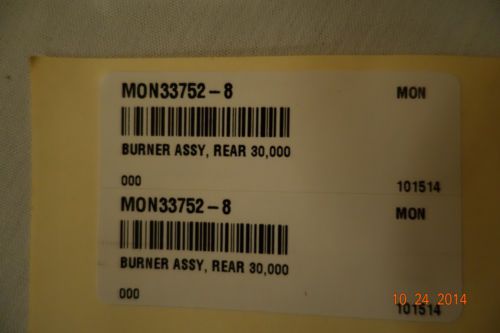 MON33752-8 MON
BURNER ASSY, REAR 30,000
000 101514
MON33752-8 MON
BURNER ASSY, REAR 30,000
000 101514
10 24 2014